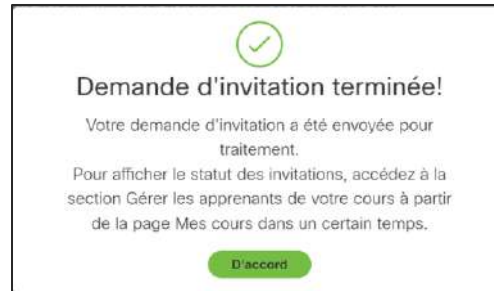 Demande d'invitation terminée!
Votre demande d'invitation a été envoyée pour
traitement.
Pour afficher le statut des invitations, accédez à la
section Gérer les apprenants de votre cours à partir
de la page Mes cours dans un certain temps.
D'accord